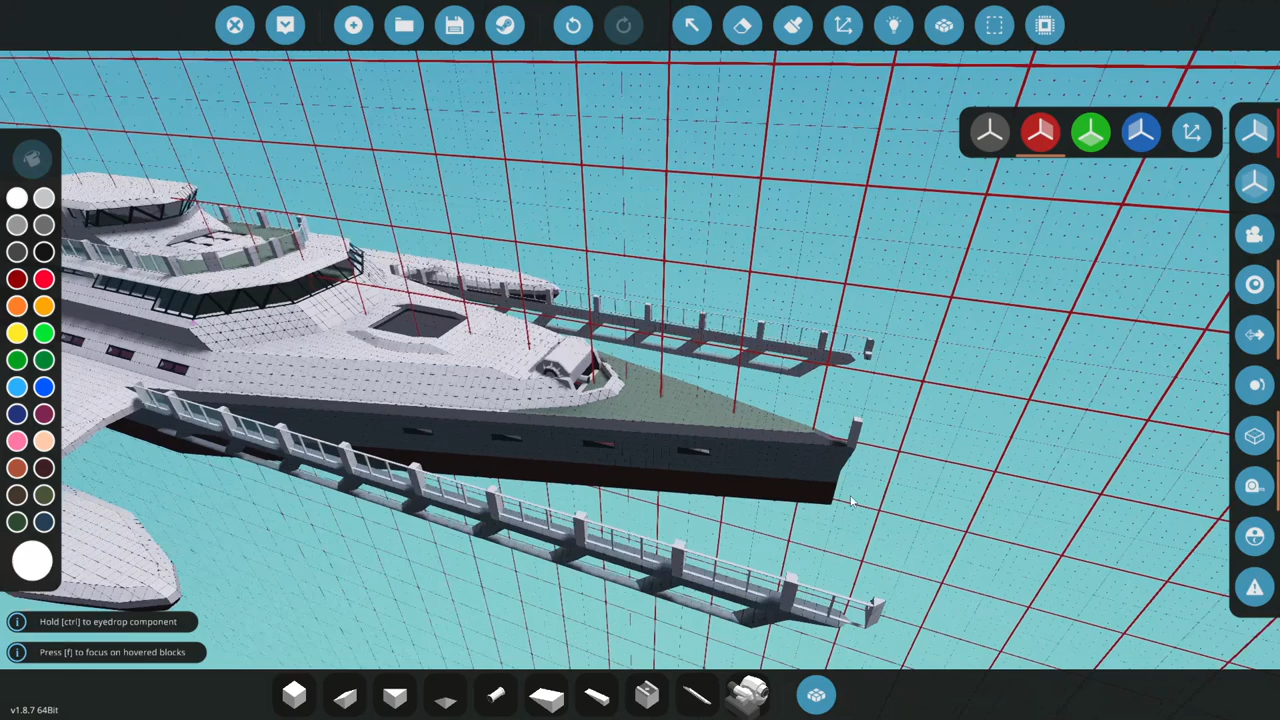 Hold [ctrl] to eyedrop component
Press [f] to focus on hovered blocks
v1.8.7 64Bit